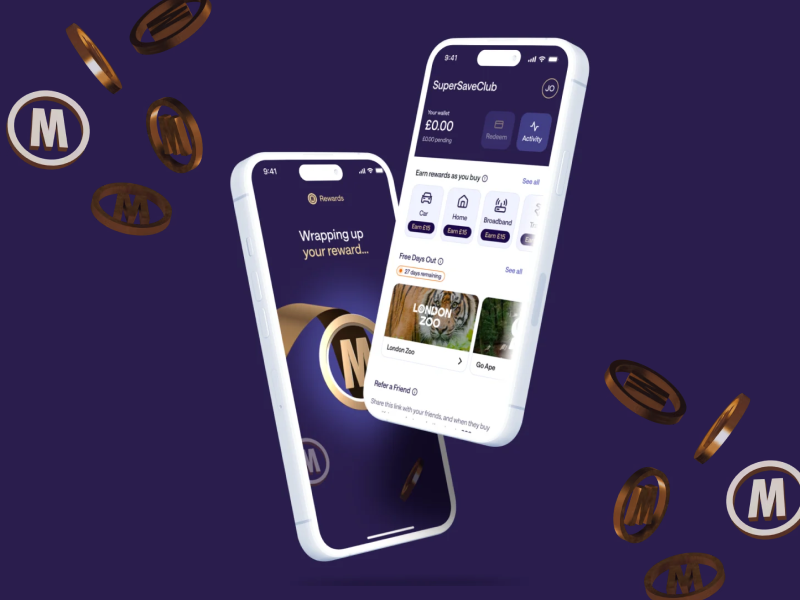 M
9:41
Rewards
Wrapping up
your reward...
M
M
9:41
SuperSaveClub
JO
Your wallet
£0.00
£0.00 pending
Redeem
Activity
Earn rewards as you buy
See all
Car
Home
Broadband
Earn £15
Earn £15
Earn £15
Free Days Out
See all
27 days remaining
LONDON
ZOO
London Zoo
Go Ape
Refer a Friend
Share this link with your friends, and when they buy
M
M
M
M
M
M
M